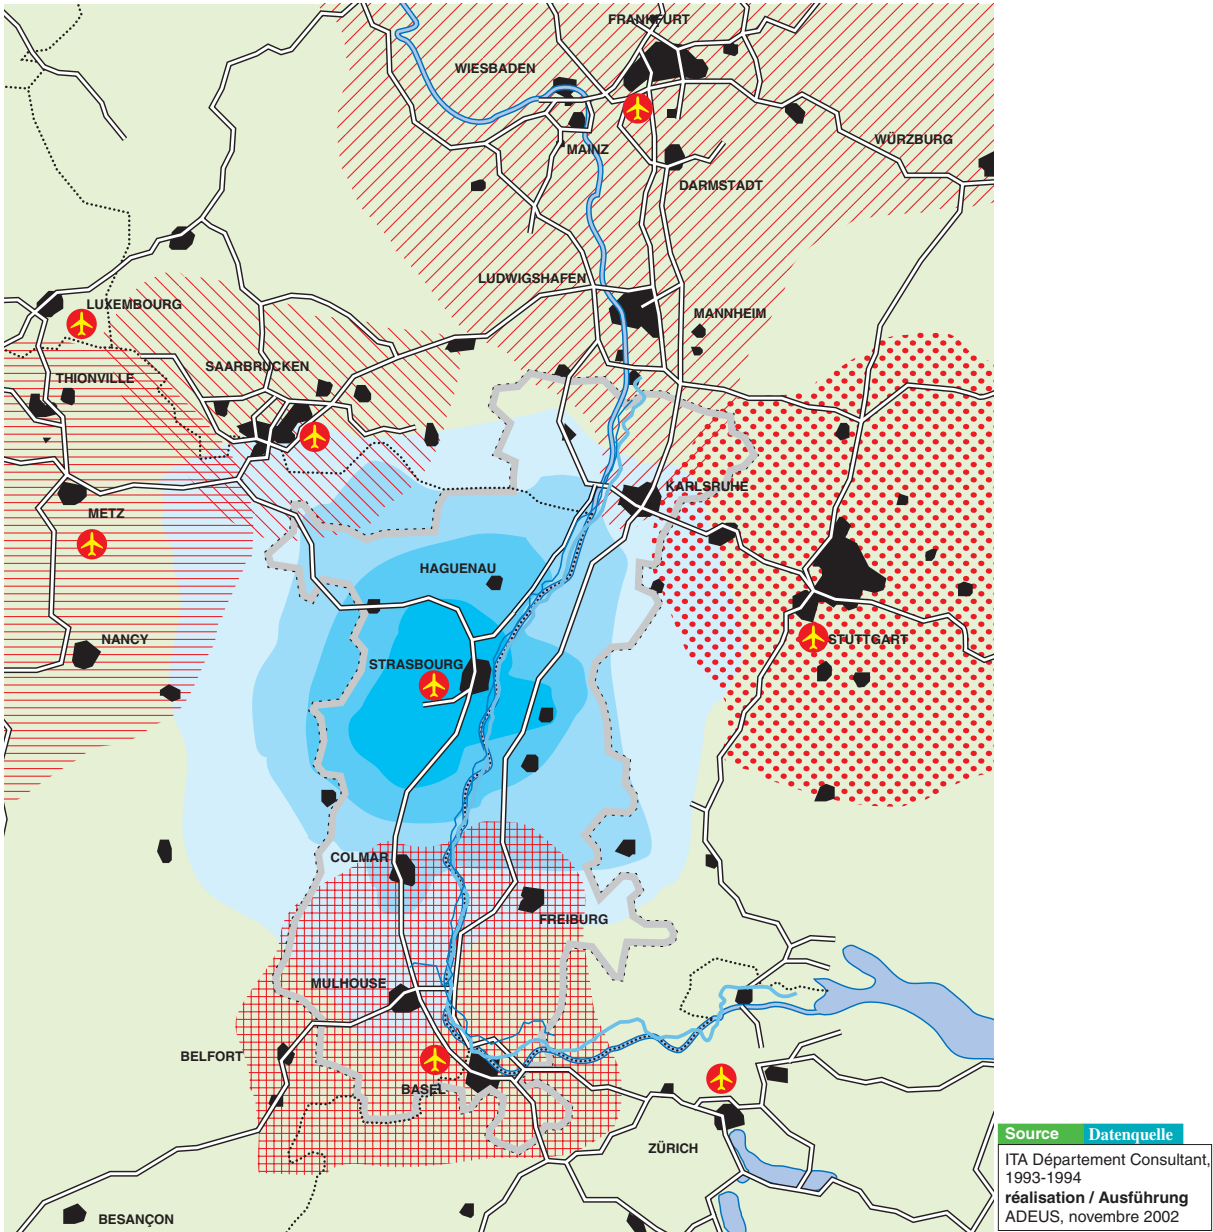 FRANKFURT
WIESBADEN
WÜRZBURG
MAINZ
DARMSTADT
LUDWIGSHAFEN
LUXEMBOURG
MANNHEIM
SAARBRÜCKEN
THIONVILLE
KARLSRUHE
METZ
HAGUENAU
NANCY
STUTTGART
STRASBOURG
COLMAR
FREIBURG
MULHOUSE
BELFORT
BASEL
ZÜRICH
BESANÇON
Source Datenquelle
ITA Département Consultant,
1993-1994
réalisation / Ausführung
ADEUS, novembre 2002